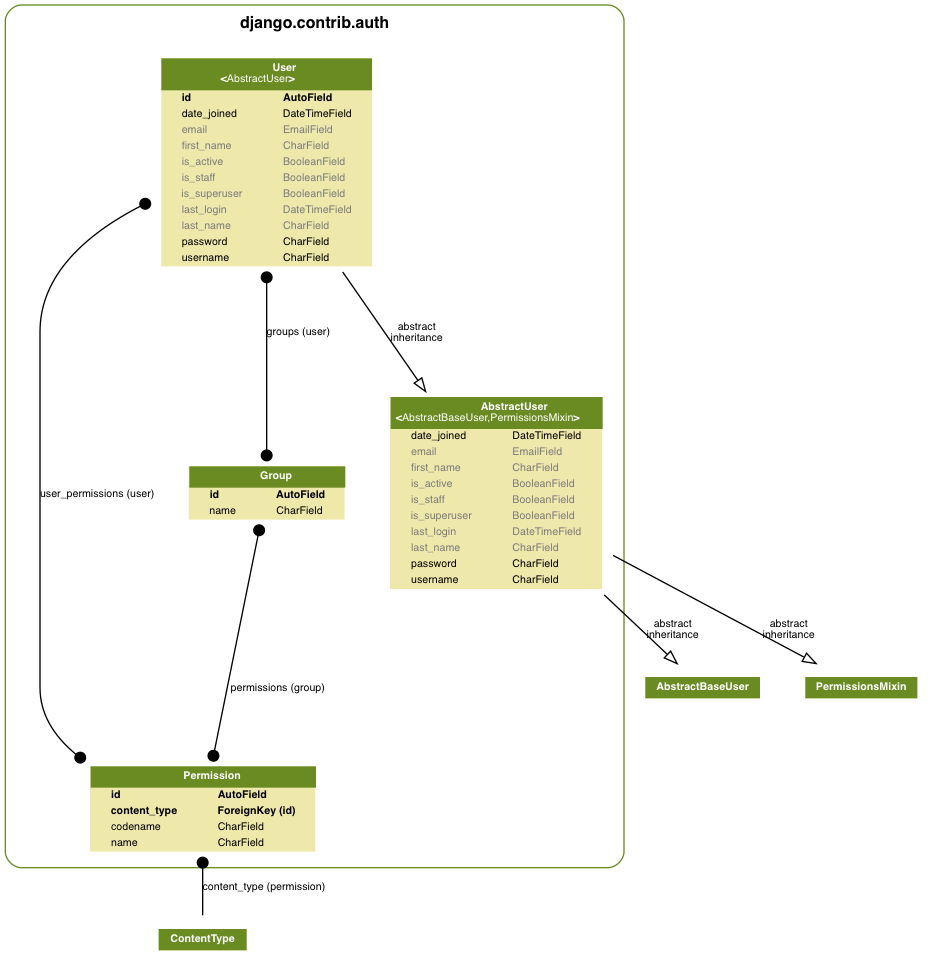 django.contrib.auth
User
<AbstractUser>
id AutoField
date_joined DateTimeField
email EmailField
first_name CharField
is_active BooleanField
is_staff BooleanField
is_superuser BooleanField
last_login DateTimeField
last_name CharField
password CharField
username CharField
groups (user)
abstract
inheritance
AbstractUser
<AbstractBaseUser,PermissionsMixin>
date_joined DateTimeField
email EmailField
first_name CharField
is_active BooleanField
is_staff BooleanField
is_superuser BooleanField
last_login DateTimeField
last_name CharField
password CharField
username CharField
Group
id AutoField
name CharField
user_permissions (user)
abstract
inheritance
abstract
inheritance
AbstractBaseUser
PermissionsMixin
permissions (group)
Permission
id AutoField
content_type ForeignKey (id)
codename CharField
name CharField
content_type (permission)
ContentType